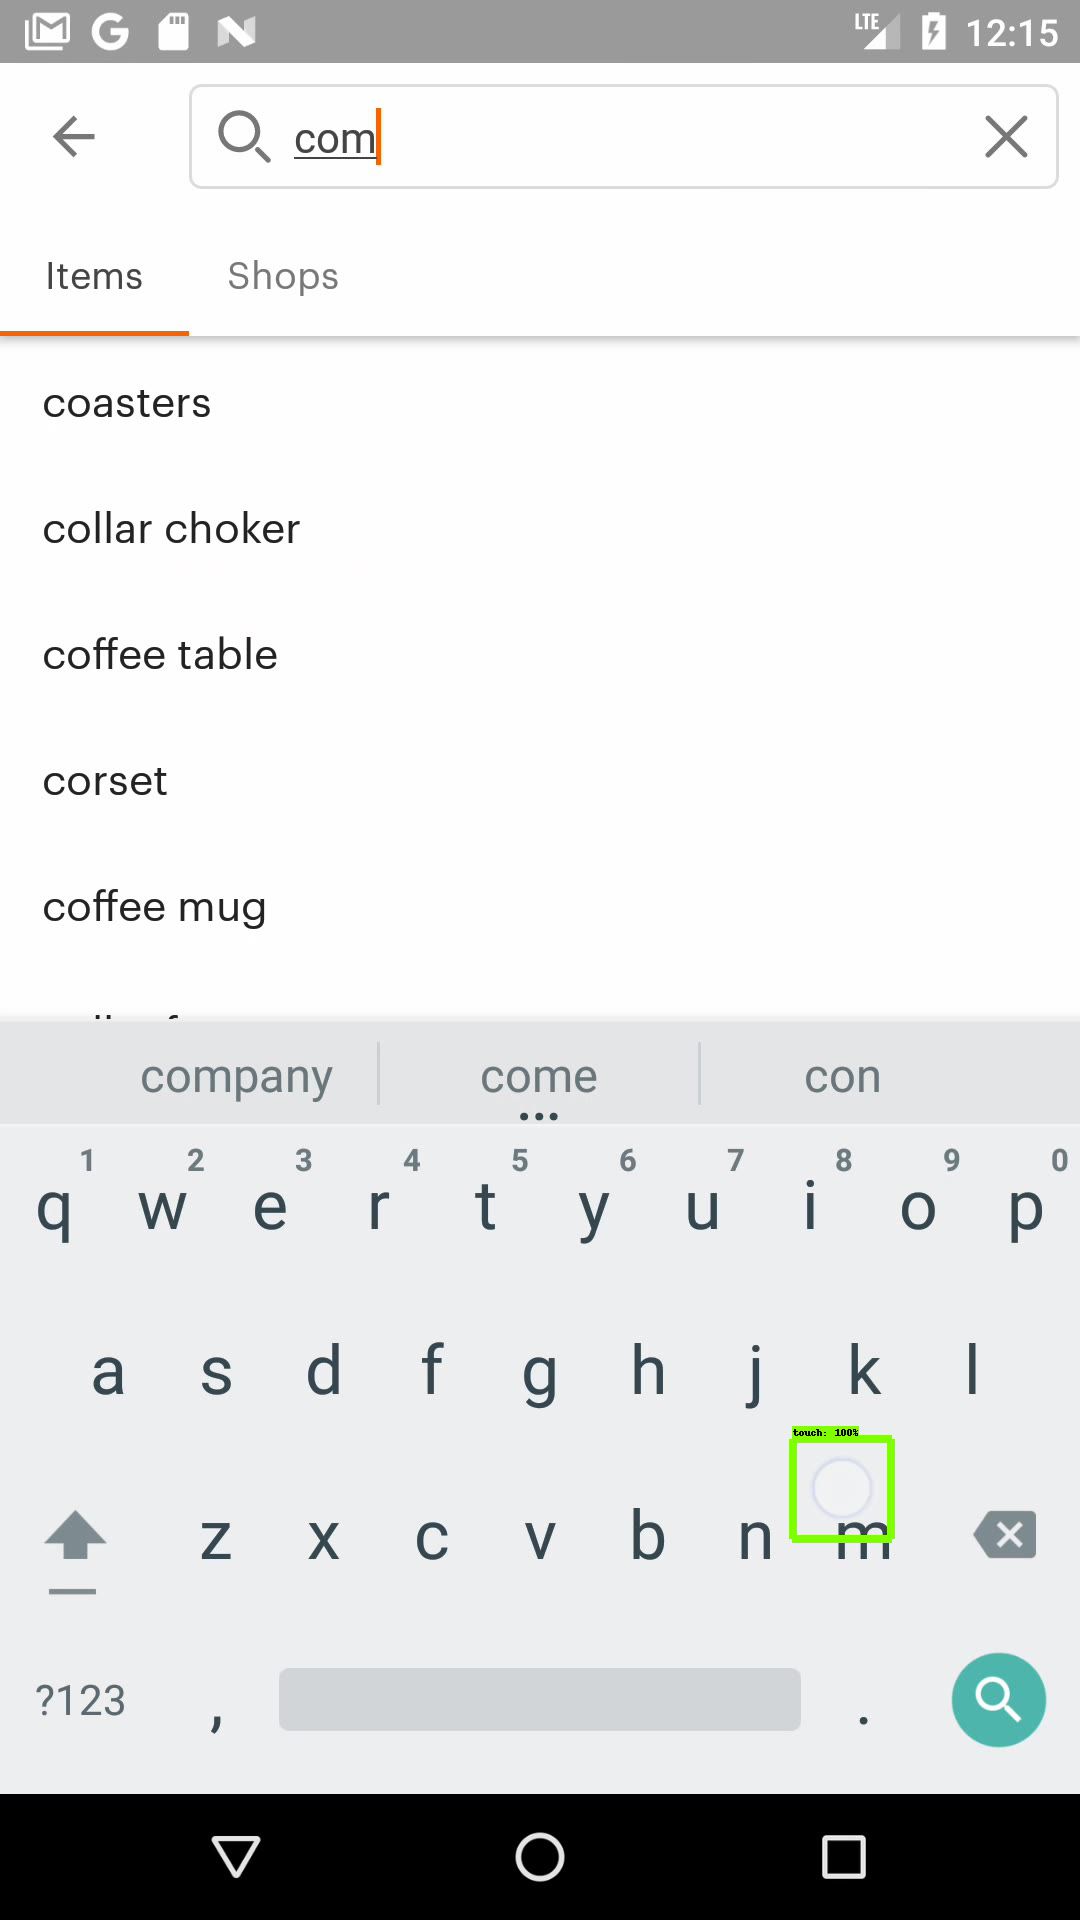 LTE 12:15
com
Items Shops
coasters
collar choker
coffee table
corset
coffee mug
company come con
1 2 3 4 5 6 7 8 9 0
q w e r t y u i o p
a s d f g h j k l
touch: 100%
z x c v b n m
?123 , .